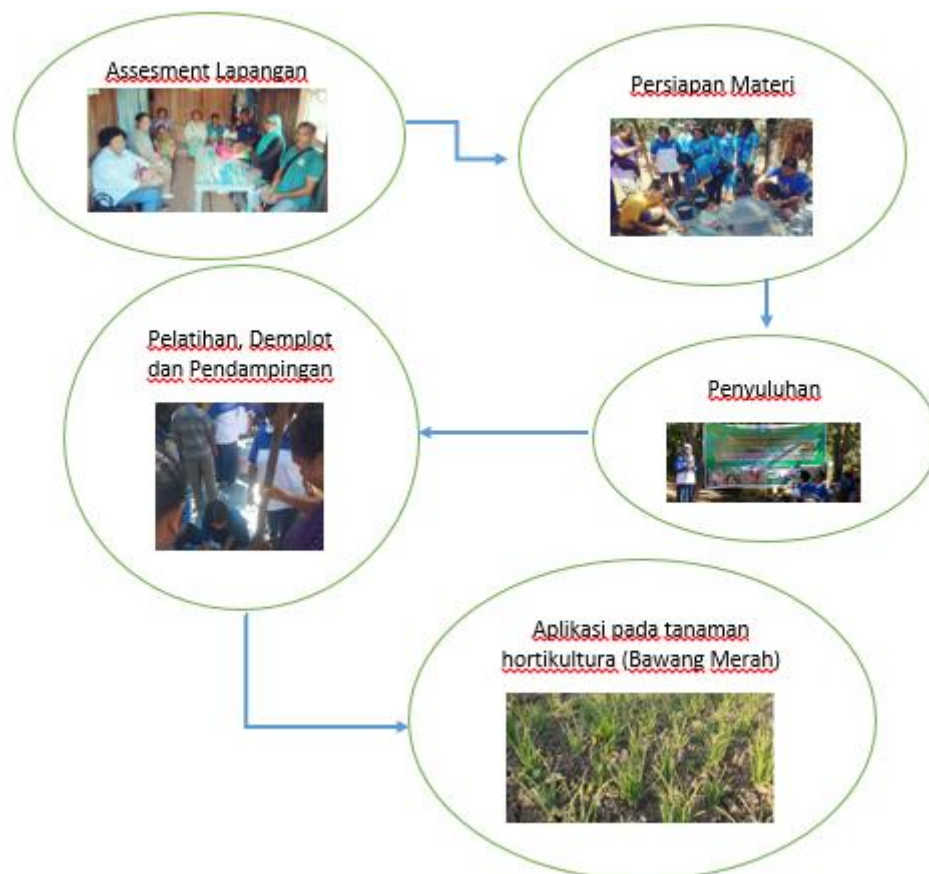 Assesment Lapangan
Persiapan Materi
Penyuluhan
Pelatihan, Demplot
dan Pendampingan
Aplikasi pada tanaman
hortikultura (Bawang Merah)